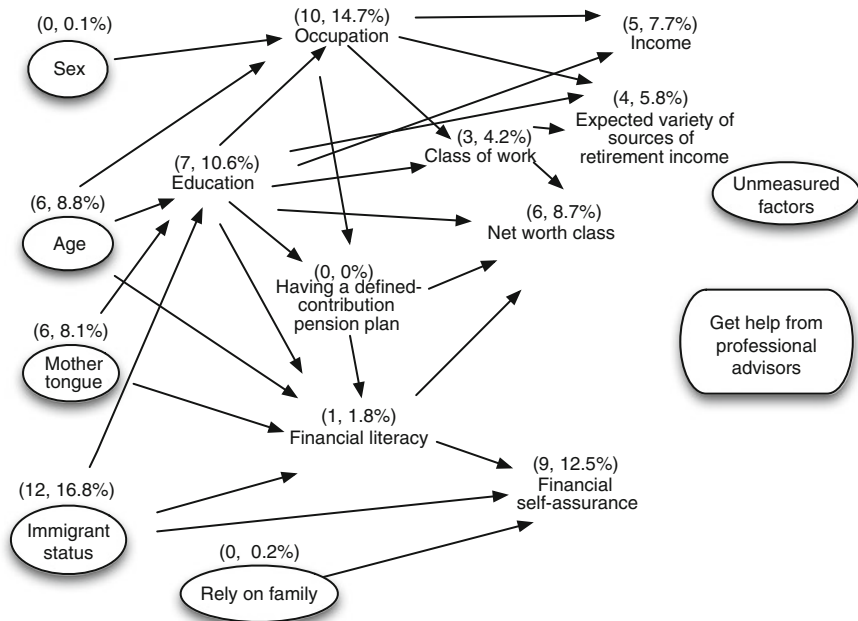 (0, 0.1%)
Sex
(10, 14.7%)
Occupation
(5, 7.7%)
Income
(4, 5.8%)
Expected variety of
sources of
retirement income
(3, 4.2%)
Class of work
(7, 10.6%)
Education
(6, 8.8%)
Age
(6, 8.7%)
Net worth class
Unmeasured
factors
(0, 0%)
Having a defined-
contribution
pension plan
(6, 8.1%)
Mother
tongue
Get help from
professional
advisors
(1, 1.8%)
Financial literacy
(12, 16.8%)
Immigrant
status
(9, 12.5%)
Financial
self-assurance
(0, 0.2%)
Rely on family